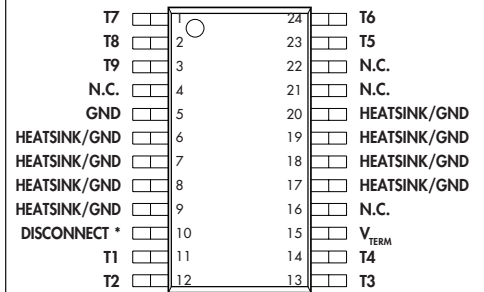 T7 1 24 T6
T8 2 23 T5
T9 3 22 N.C.
N.C. 4 21 N.C.
GND 5 20 HEATSINK/GND
HEATSINK/GND 6 19 HEATSINK/GND
HEATSINK/GND 7 18 HEATSINK/GND
HEATSINK/GND 8 17 HEATSINK/GND
HEATSINK/GND 9 16 N.C.
DISCONNECT * 10 15 VTERM
T1 11 14 T4
T2 12 13 T3